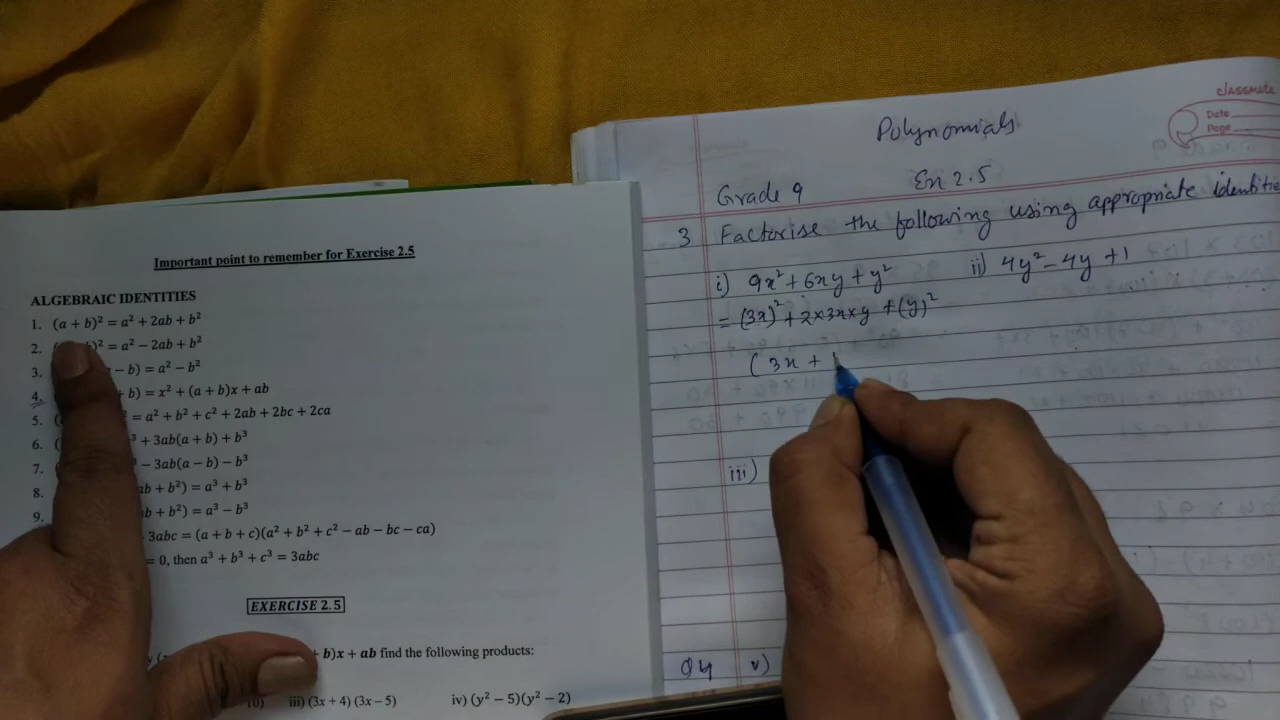 Important point to remember for Exercise 2.5
ALGEBRAIC IDENTITIES
1. (a + b)² = a² + 2ab + b²
2. )² = a² − 2ab + b²
3. − b) = a² − b²
4. + b) = x² + (a + b)x + ab
5. ² = a² + b² + c² + 2ab + 2bc + 2ca
6. ³ + 3ab(a + b) + b³
7. − 3ab(a − b) − b³
8. ab + b²) = a³ + b³
9. b + b²) = a³ − b³
3abc = (a + b + c)(a² + b² + c² − ab − bc − ca)
= 0, then a³ + b³ + c³ = 3abc
EXERCISE 2.5
b)x + ab find the following products:
iii) (3x + 4) (3x − 5) iv) (y² − 5)(y² − 2)
classmate
Date
Page
Polynomials
Grade 9 Ex 2.5
3 Factorise the following using appropriate
i) 9x² + 6xy + y² ii) 4y² − 4y + 1
= (3x)² + 2×3x×y + (y)²
(3x +
iii)
Q4 v)